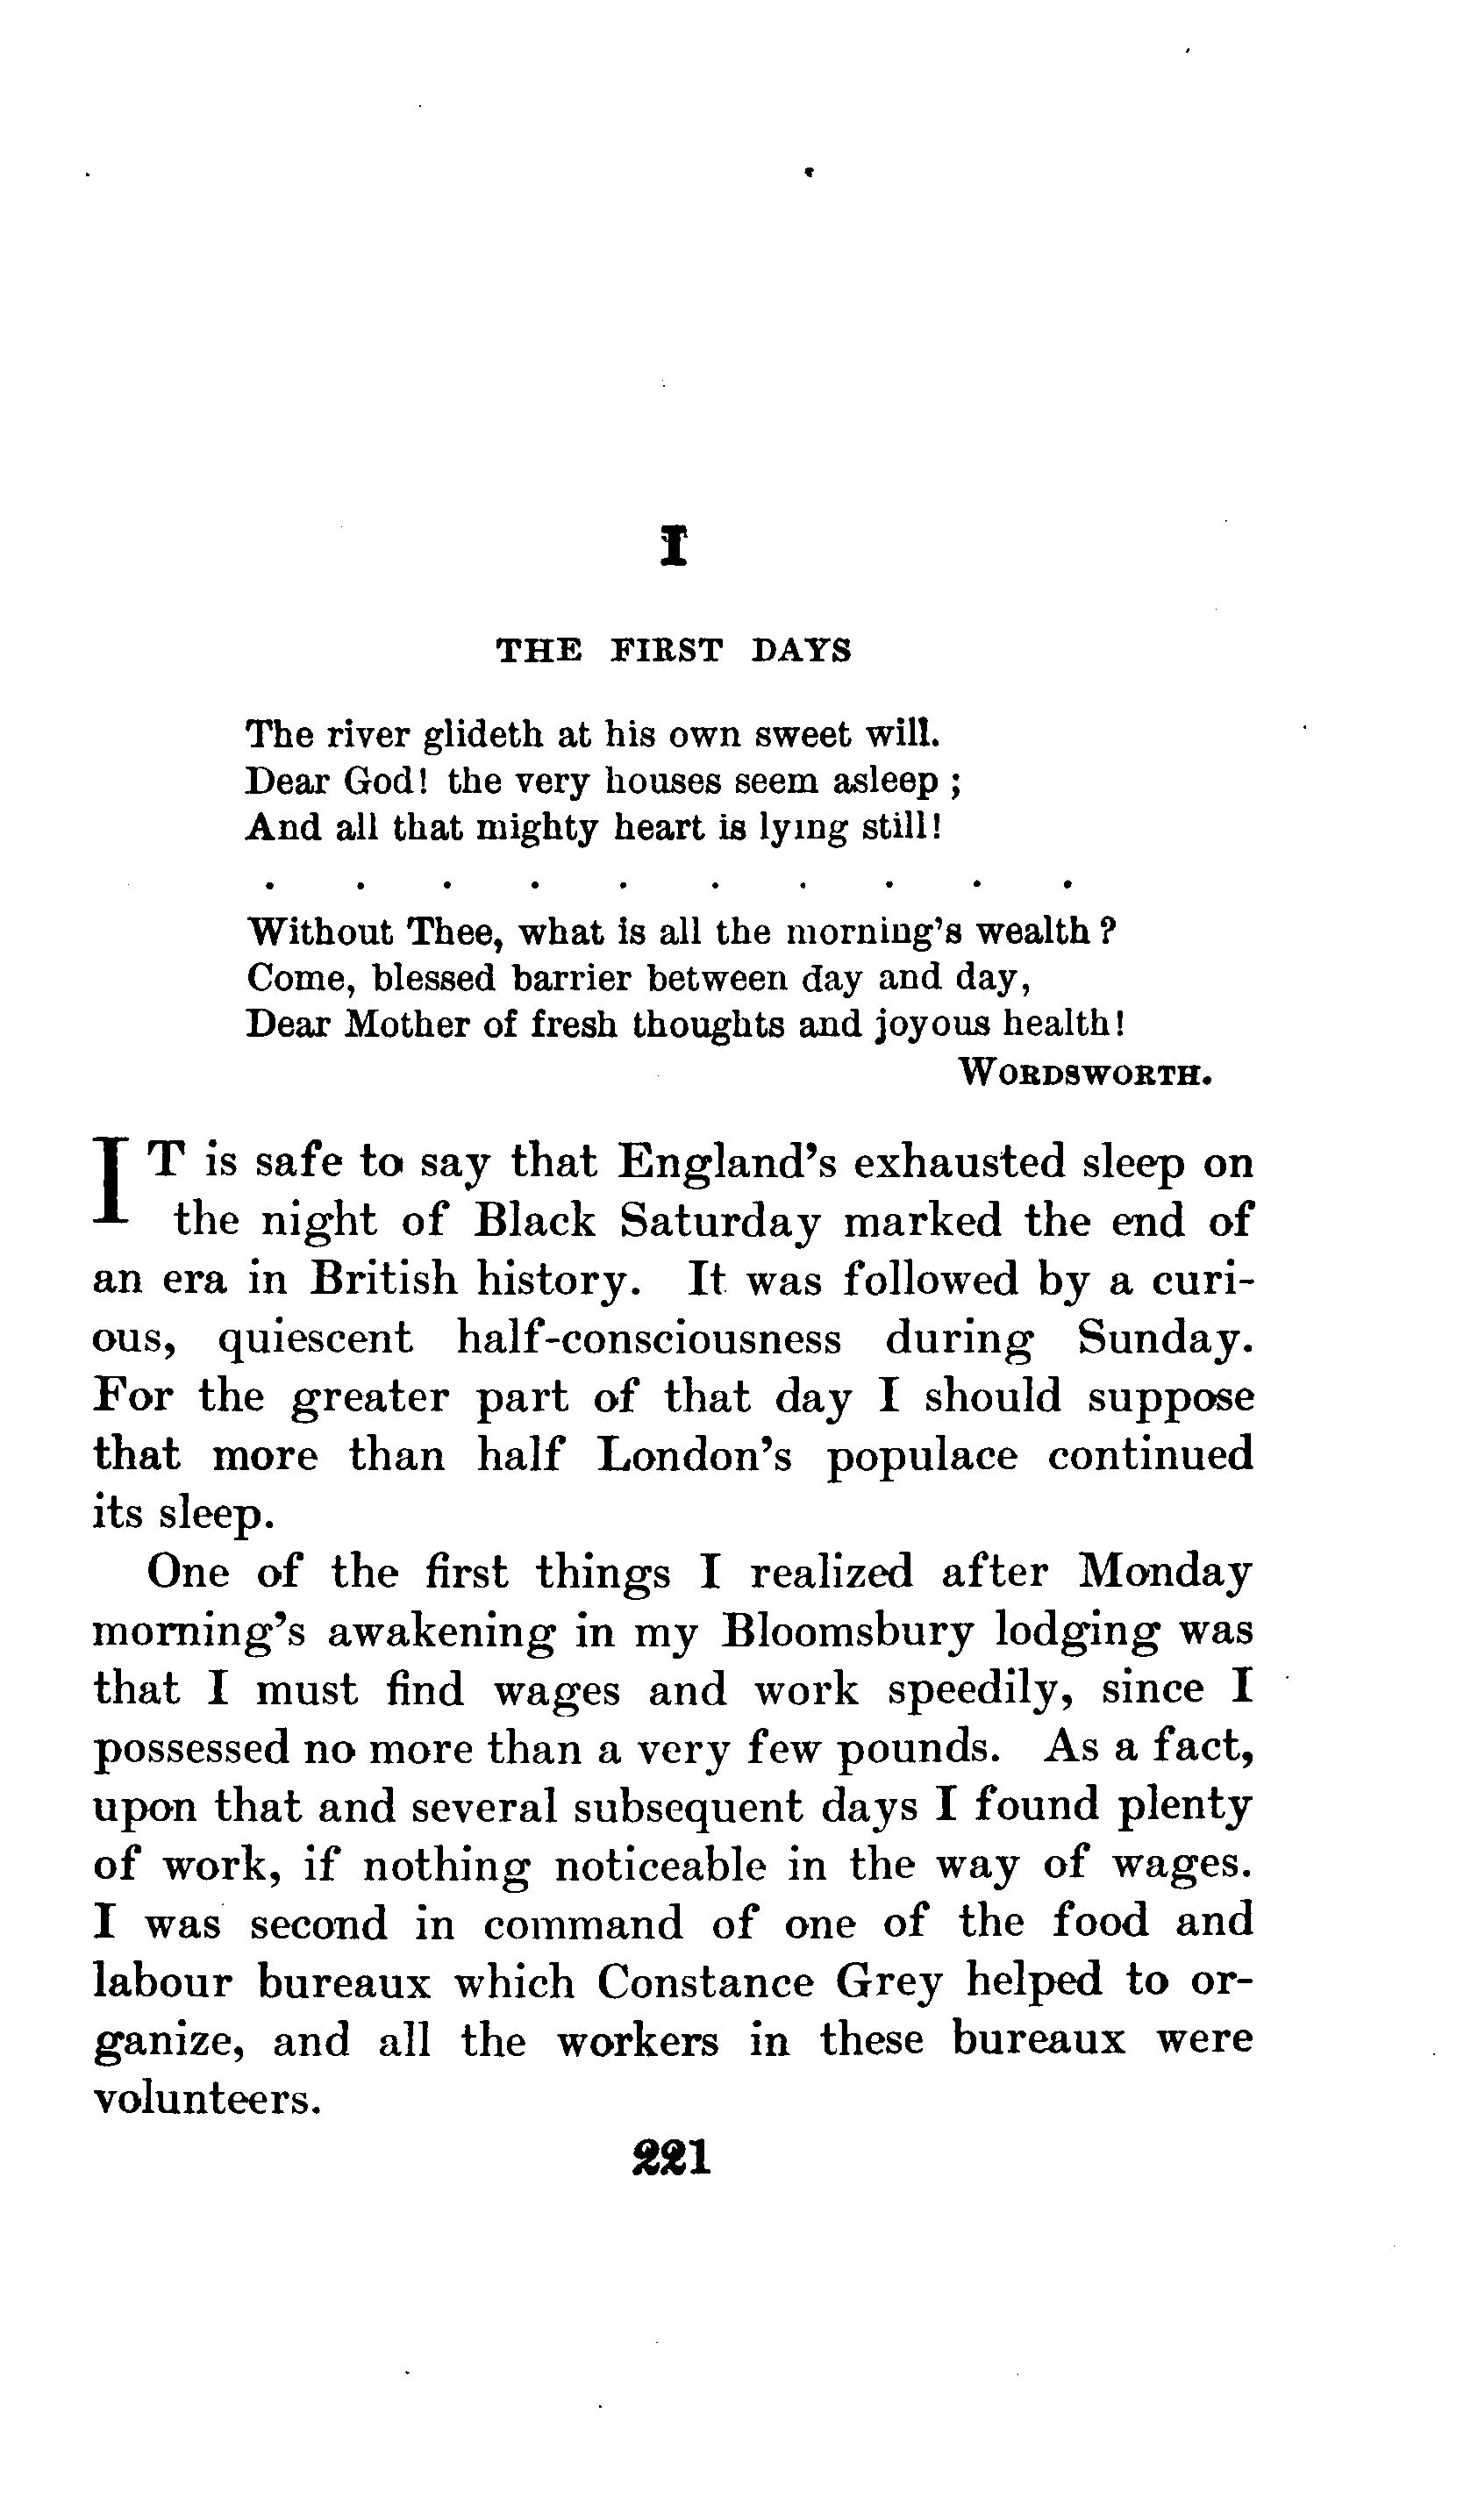 I
THE FIRST DAYS
The river glideth at his own sweet will.
Dear God! the very houses seem asleep ;
And all that mighty heart is lying still!
. . . . . . . . . .
Without Thee, what is all the morning's wealth ?
Come, blessed barrier between day and day,
Dear Mother of fresh thoughts and joyous health!
WORDSWORTH.
IT is safe to say that England's exhausted sleep on
the night of Black Saturday marked the end of
an era in British history. It was followed by a curi-
ous, quiescent half-consciousness during Sunday.
For the greater part of that day I should suppose
that more than half London's populace continued
its sleep.
One of the first things I realized after Monday
morning's awakening in my Bloomsbury lodging was
that I must find wages and work speedily, since I
possessed no more than a very few pounds. As a fact,
upon that and several subsequent days I found plenty
of work, if nothing noticeable in the way of wages.
I was second in command of one of the food and
labour bureaux which Constance Grey helped to or-
ganize, and all the workers in these bureaux were
volunteers.
221